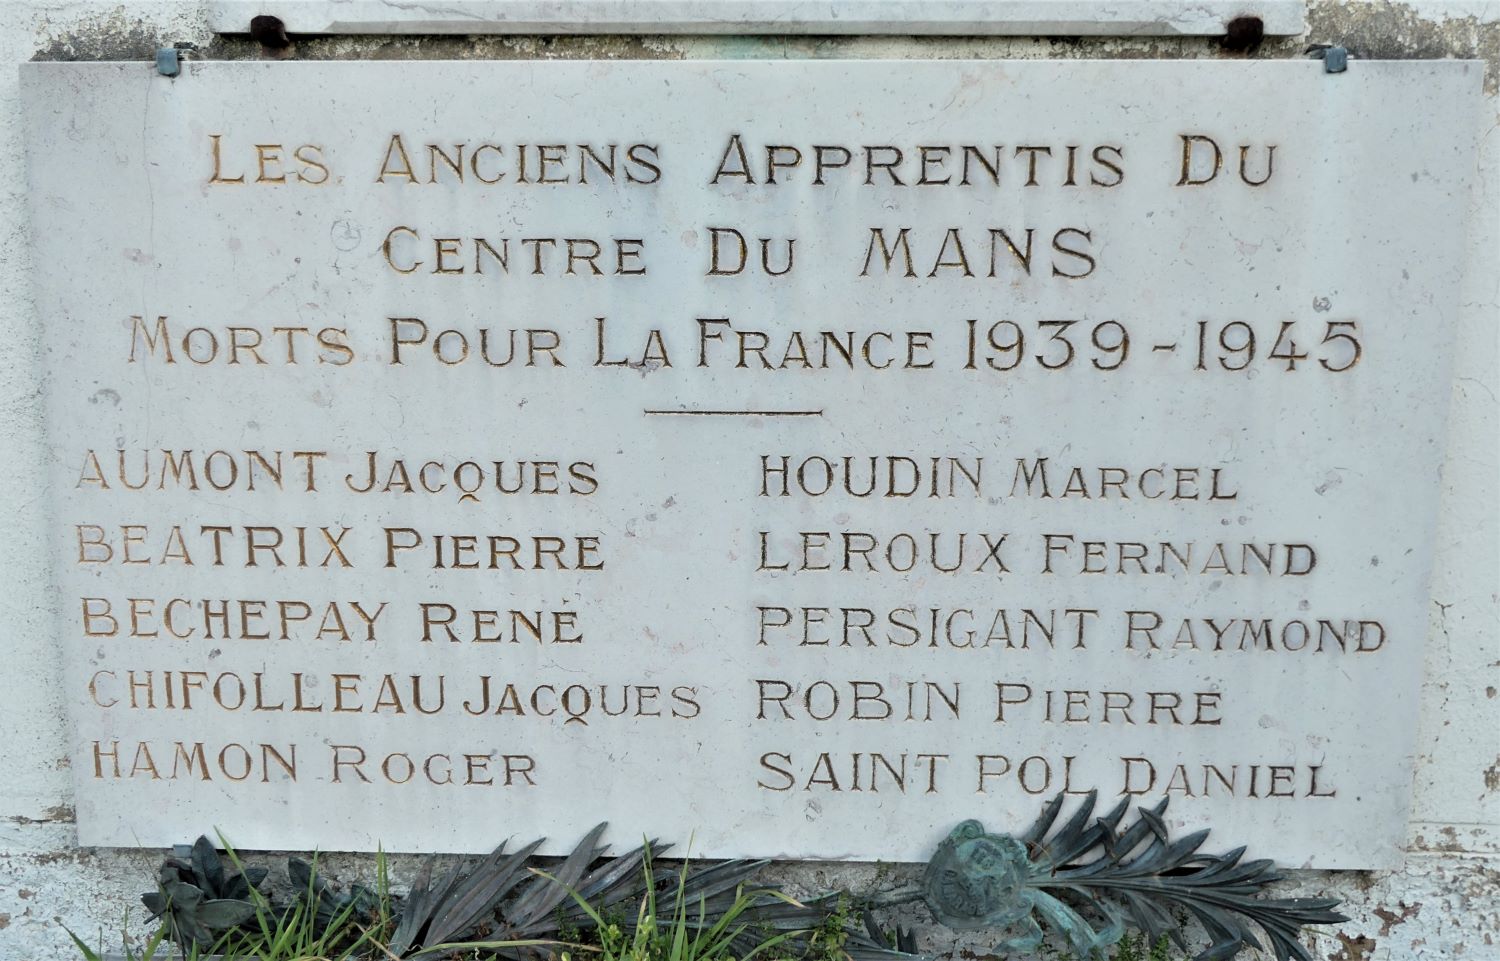 LES ANCIENS APPRENTIS DU
CENTRE DU MANS
MORTS POUR LA FRANCE 1939-1945
AUMONT JACQUES
BEATRIX PIERRE
BECHEPAY RENÉ
CHIFOLLEAU JACQUES
HAMON ROGER
HOUDIN MARCEL
LEROUX FERNAND
PERSIGANT RAYMOND
ROBIN PIERRE
SAINT POL DANIEL